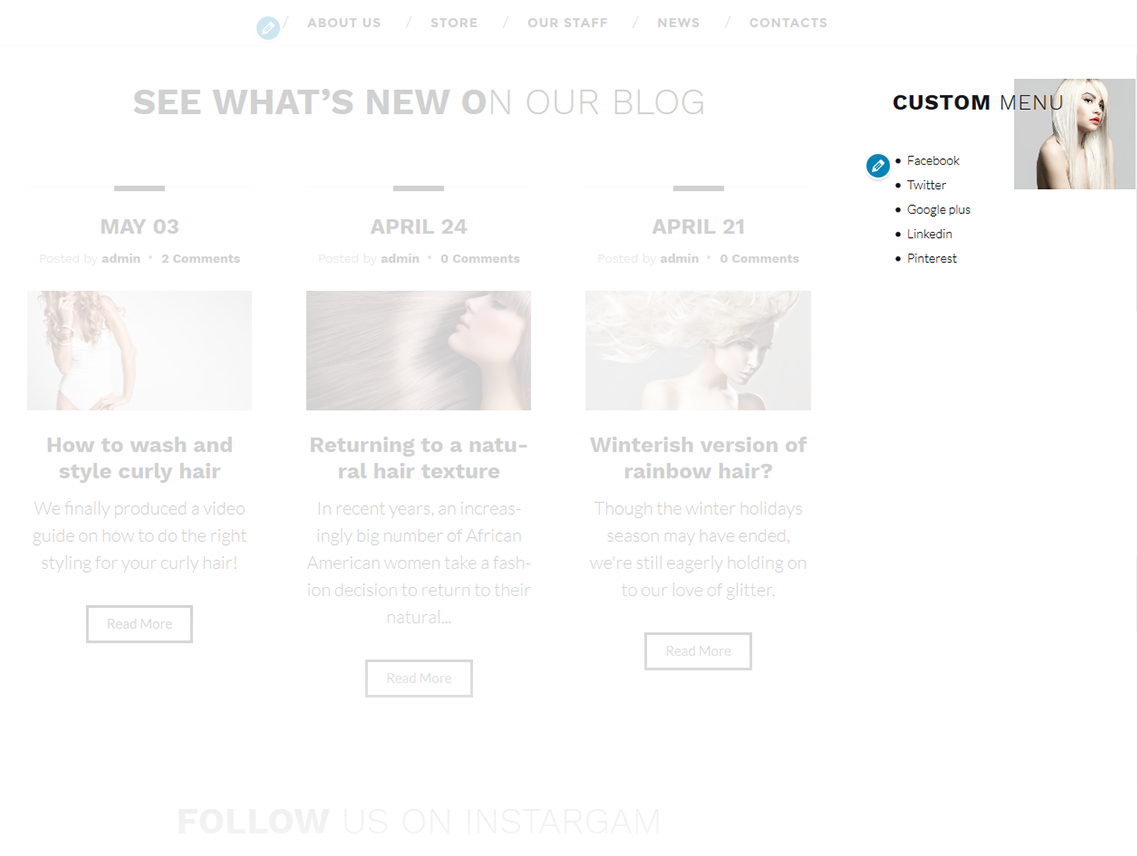 / ABOUT US / STORE / OUR STAFF / NEWS / CONTACTS
SEE WHAT’S NEW ON OUR BLOG
CUSTOM MENU
• Facebook
• Twitter
• Google plus
• Linkedin
• Pinterest
MAY 03
Posted by admin • 2 Comments
How to wash and
style curly hair
We finally produced a video
guide on how to do the right
styling for your curly hair!
Read More
APRIL 24
Posted by admin • 0 Comments
Returning to a natu-
ral hair texture
In recent years, an increas-
ingly big number of African
American women take a fash-
ion decision to return to their
natural...
Read More
APRIL 21
Posted by admin • 0 Comments
Winterish version of
rainbow hair?
Though the winter holidays
season may have ended,
we're still eagerly holding on
to our love of glitter.
Read More
FOLLOW US ON INSTARGAM